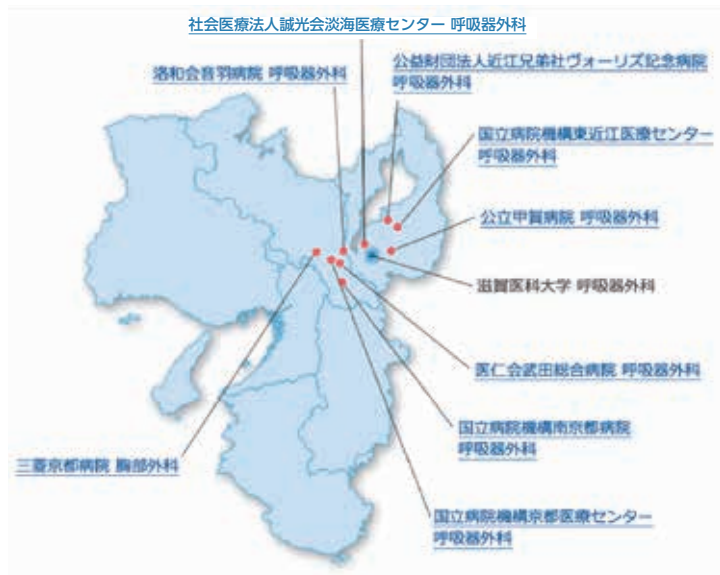 社会医療法人誠光会淡海医療センター 呼吸器外科
公益財団法人近江兄弟社ヴォーリズ記念病院
呼吸器外科
洛和会音羽病院 呼吸器外科
国立病院機構東近江医療センター
呼吸器外科
公立甲賀病院 呼吸器外科
滋賀医科大学 呼吸器外科
医仁会武田総合病院 呼吸器外科
国立病院機構南京都病院
呼吸器外科
三菱京都病院 胸部外科
国立病院機構京都医療センター
呼吸器外科